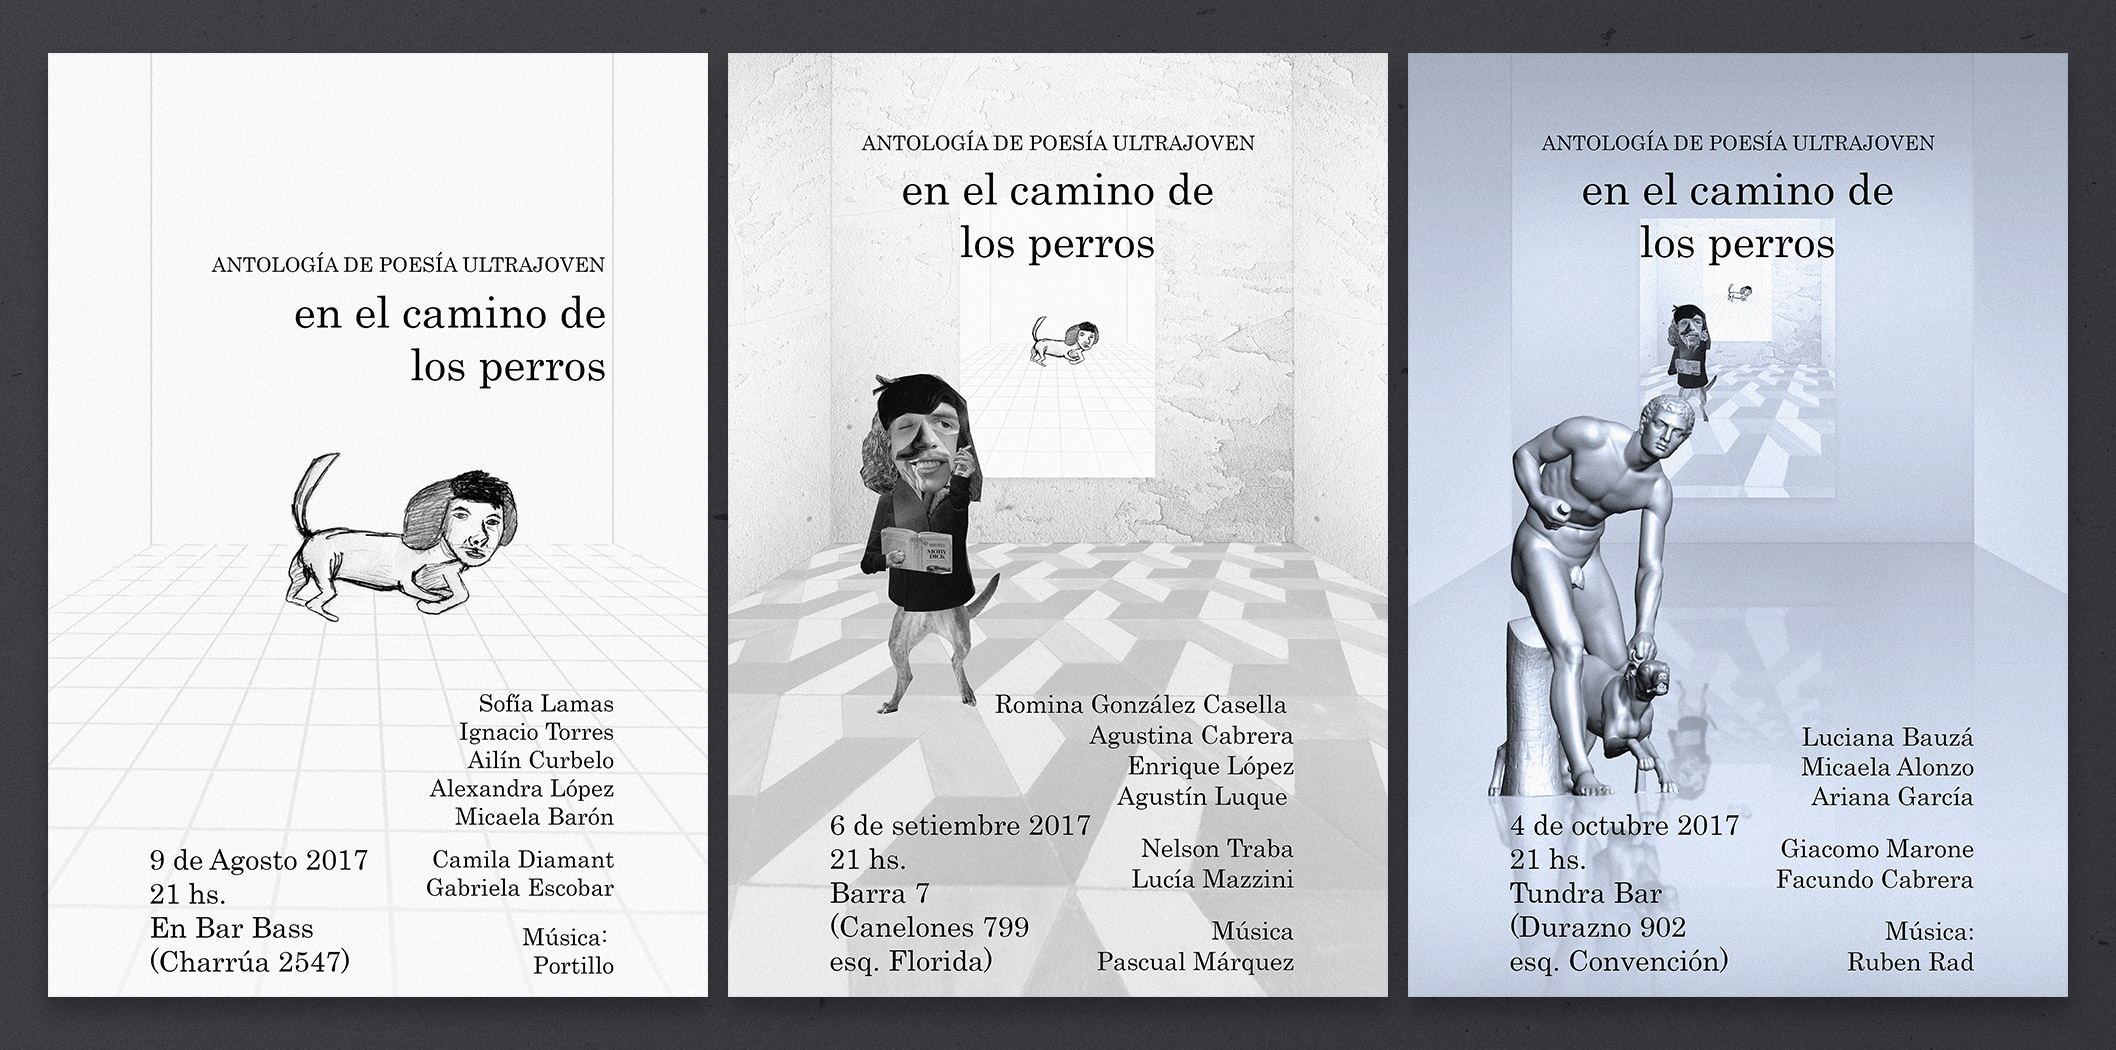 ANTOLOGÍA DE POESÍA ULTRAJOVEN
en el camino de
los perros
Sofía Lamas
Ignacio Torres
Ailín Curbelo
Alexandra López
Micaela Barón
Camila Diamant
Gabriela Escobar
Música:
Portillo
9 de Agosto 2017
21 hs.
En Bar Bass
(Charrúa 2547)
ANTOLOGÍA DE POESÍA ULTRAJOVEN
en el camino de
los perros
MOBY
DICK
Romina González Casella
Agustina Cabrera
Enrique López
Agustín Luque
Nelson Traba
Lucía Mazzini
Música
Pascual Márquez
6 de setiembre 2017
21 hs.
Barra 7
(Canelones 799
esq. Florida)
ANTOLOGÍA DE POESÍA ULTRAJOVEN
en el camino de
los perros
Luciana Bauzá
Micaela Alonzo
Ariana García
Giacomo Marone
Facundo Cabrera
Música:
Ruben Rad
4 de octubre 2017
21 hs.
Tundra Bar
(Durazno 902
esq. Convención)